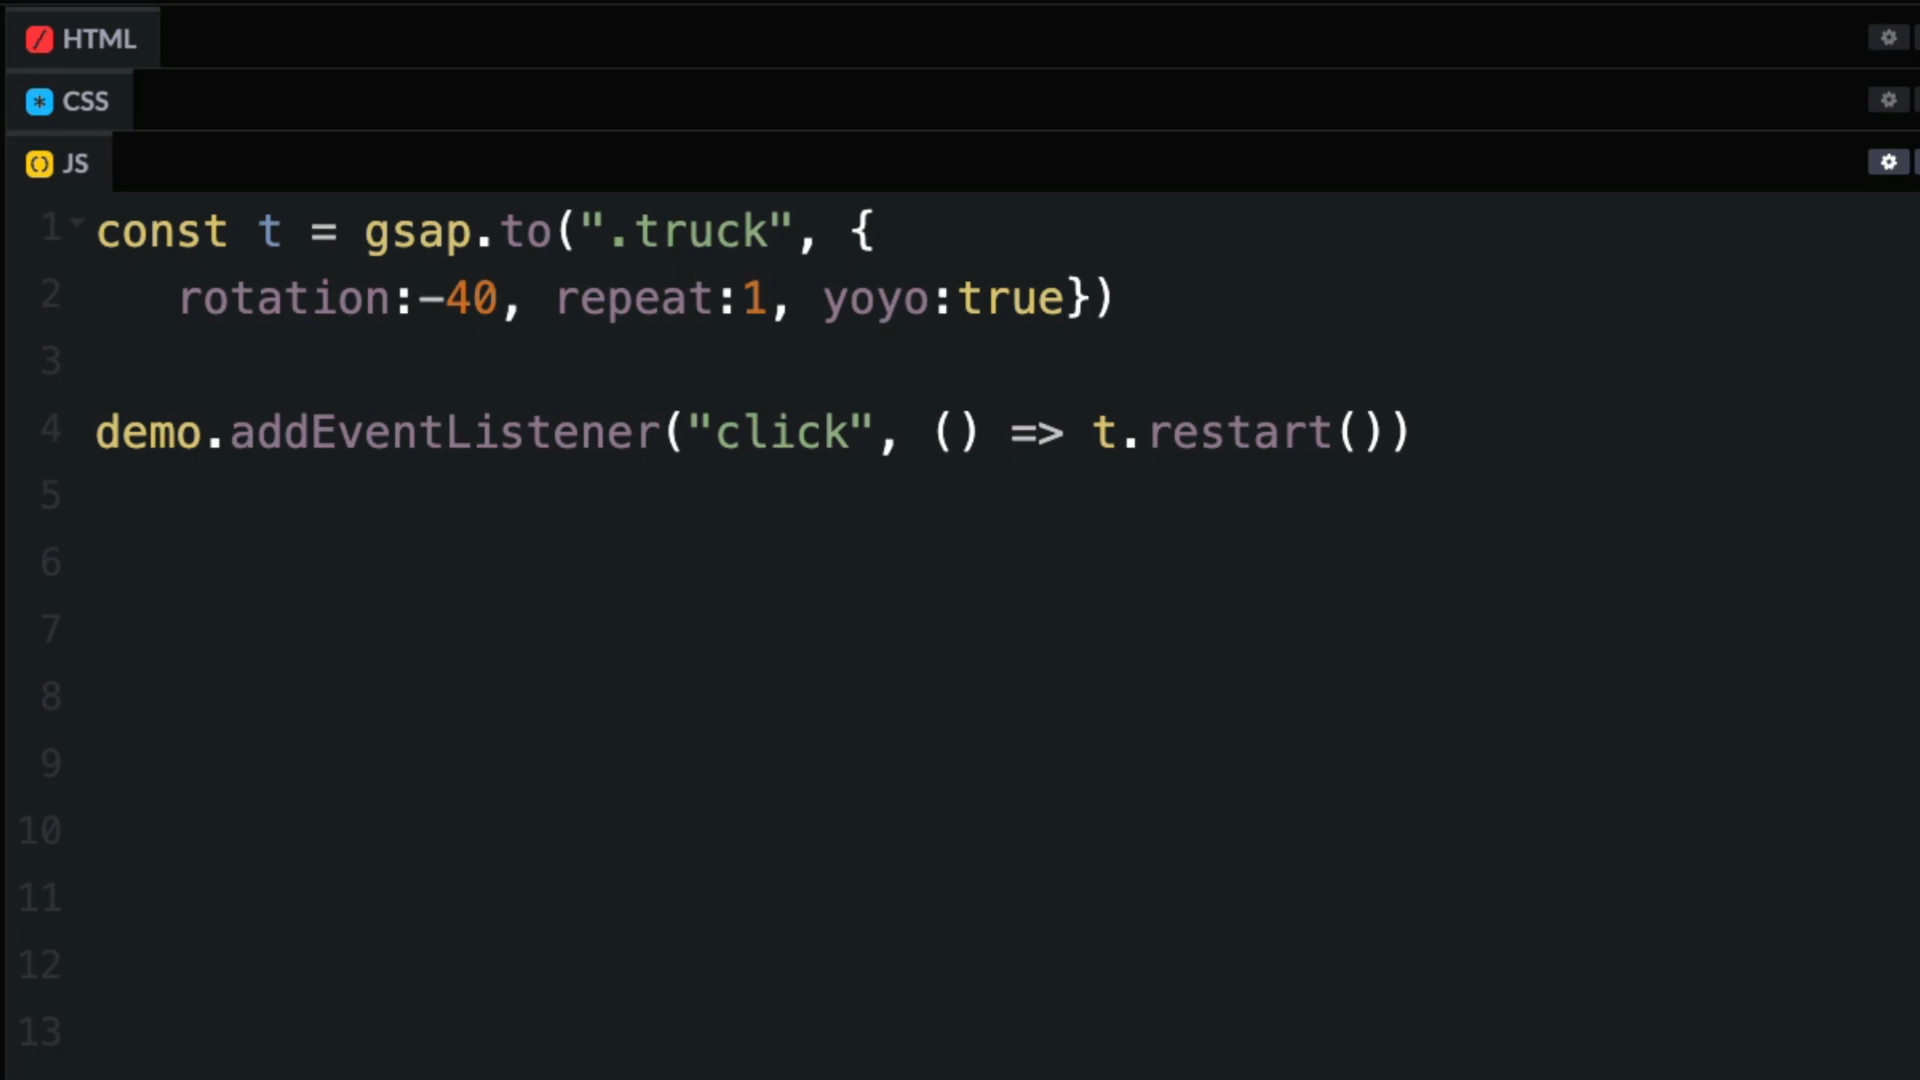 HTML
CSS
JS
1 const t = gsap.to(".truck", {
2 rotation:-40, repeat:1, yoyo:true})
3
4 demo.addEventListener("click", () => t.restart())
5
6
7
8
9
10
11
12
13